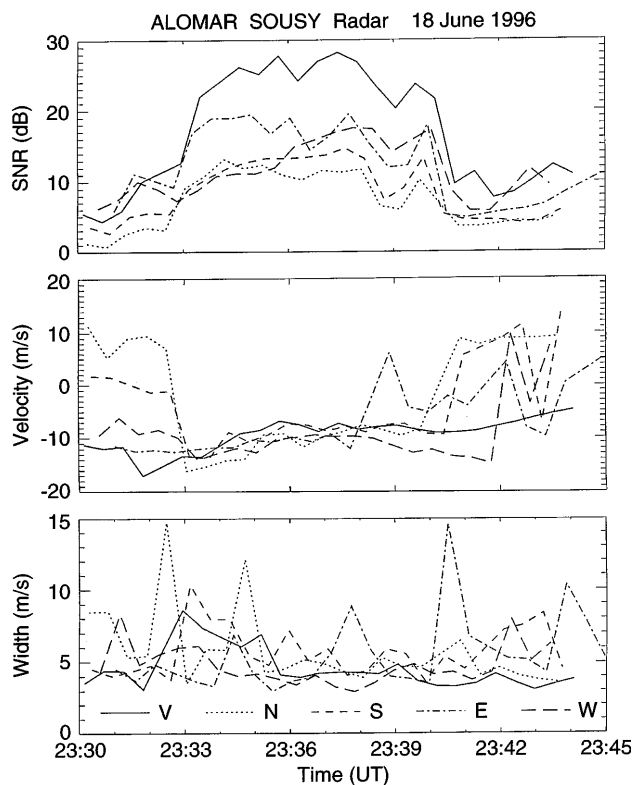 ALOMAR SOUSY Radar 18 June 1996
30
20
10
0
SNR (dB)
20
10
0
-10
-20
Velocity (m/s)
15
10
5
0
Width (m/s)
V N S E W
23:30 23:33 23:36 23:39 23:42 23:45
Time (UT)